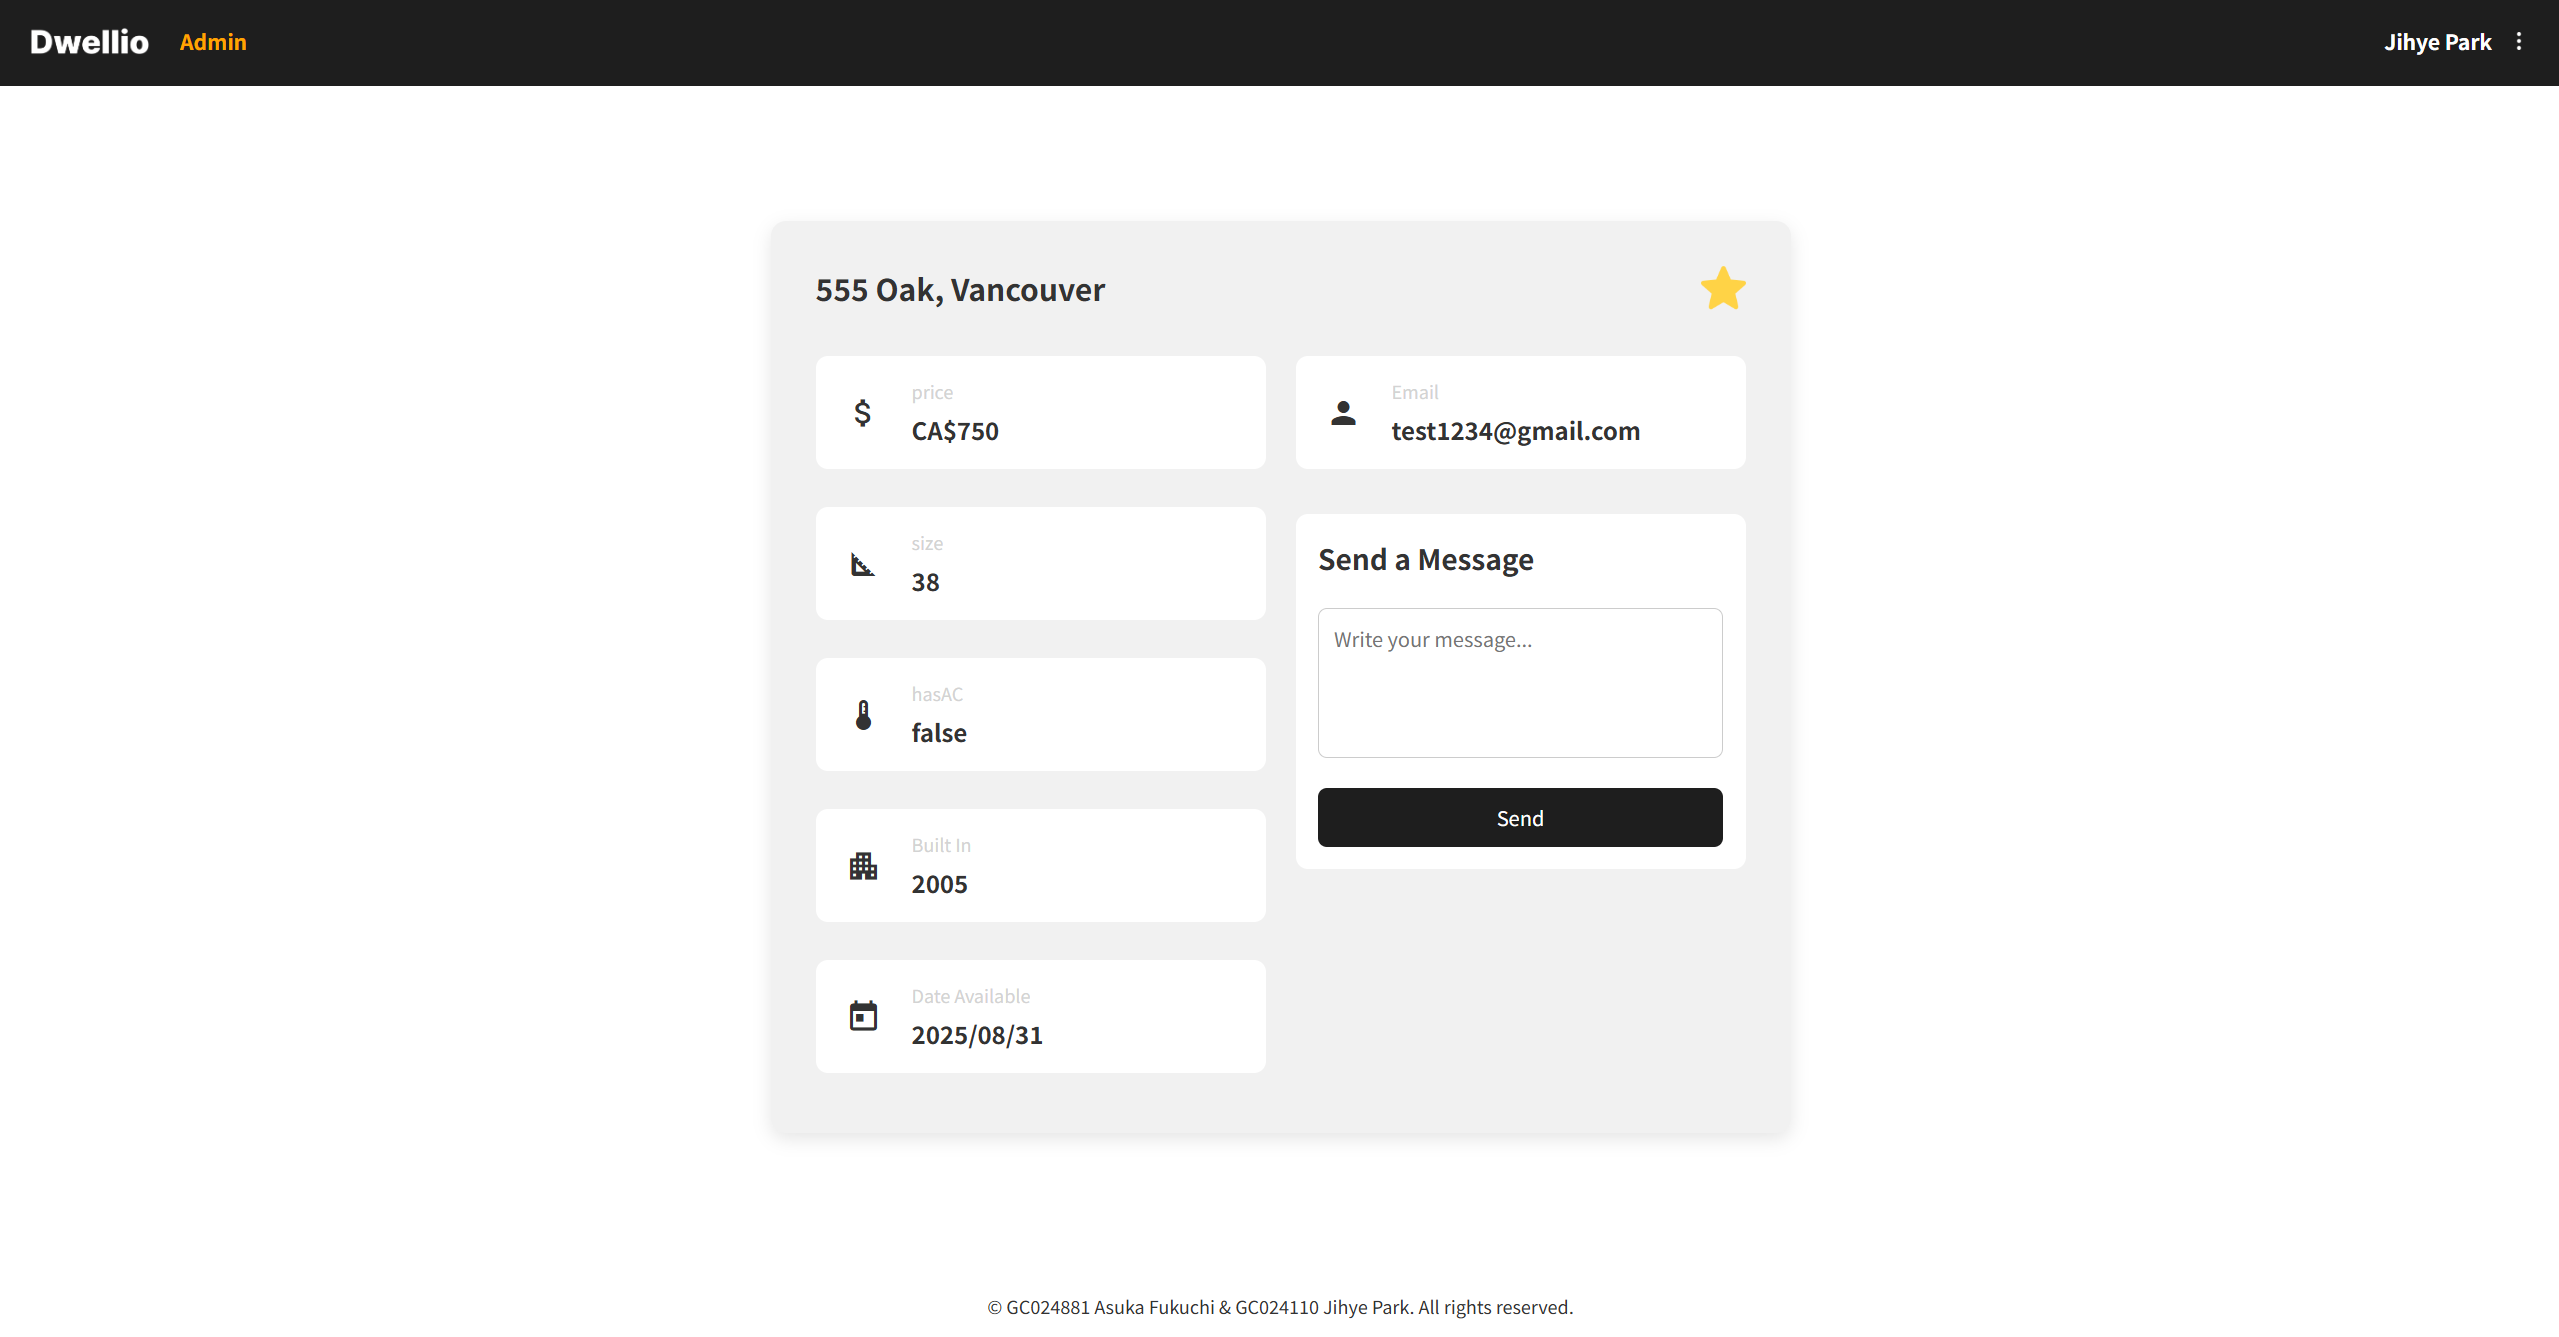 Dwellio Admin Jihye Park
555 Oak, Vancouver
price
CA$750
size
38
hasAC
false
Built In
2005
Date Available
2025/08/31
Email
test1234@gmail.com
Send a Message
Write your message...
Send
© GC024881 Asuka Fukuchi & GC024110 Jihye Park. All rights reserved.